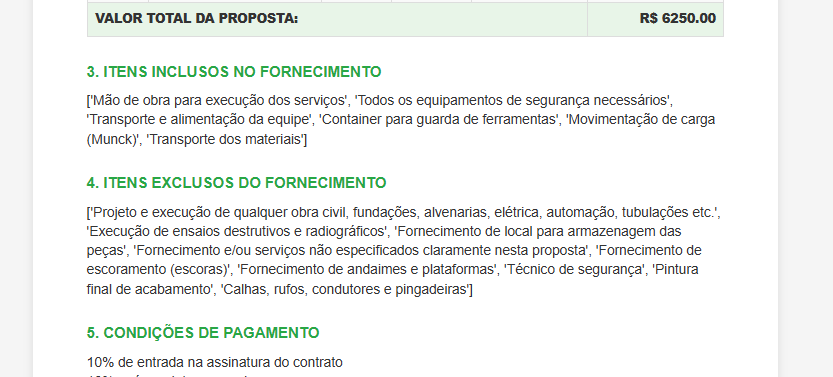 VALOR TOTAL DA PROPOSTA: R$ 6250.00
3. ITENS INCLUSOS NO FORNECIMENTO
['Mão de obra para execução dos serviços', 'Todos os equipamentos de segurança necessários',
'Transporte e alimentação da equipe', 'Container para guarda de ferramentas', 'Movimentação de carga
(Munck)', 'Transporte dos materiais']
4. ITENS EXCLUSOS DO FORNECIMENTO
['Projeto e execução de qualquer obra civil, fundações, alvenarias, elétrica, automação, tubulações etc.',
'Execução de ensaios destrutivos e radiográficos', 'Fornecimento de local para armazenagem das
peças', 'Fornecimento e/ou serviços não especificados claramente nesta proposta', 'Fornecimento de
escoramento (escoras)', 'Fornecimento de andaimes e plataformas', 'Técnico de segurança', 'Pintura
final de acabamento', 'Calhas, rufos, condutores e pingadeiras']
5. CONDIÇÕES DE PAGAMENTO
10% de entrada na assinatura do contrato